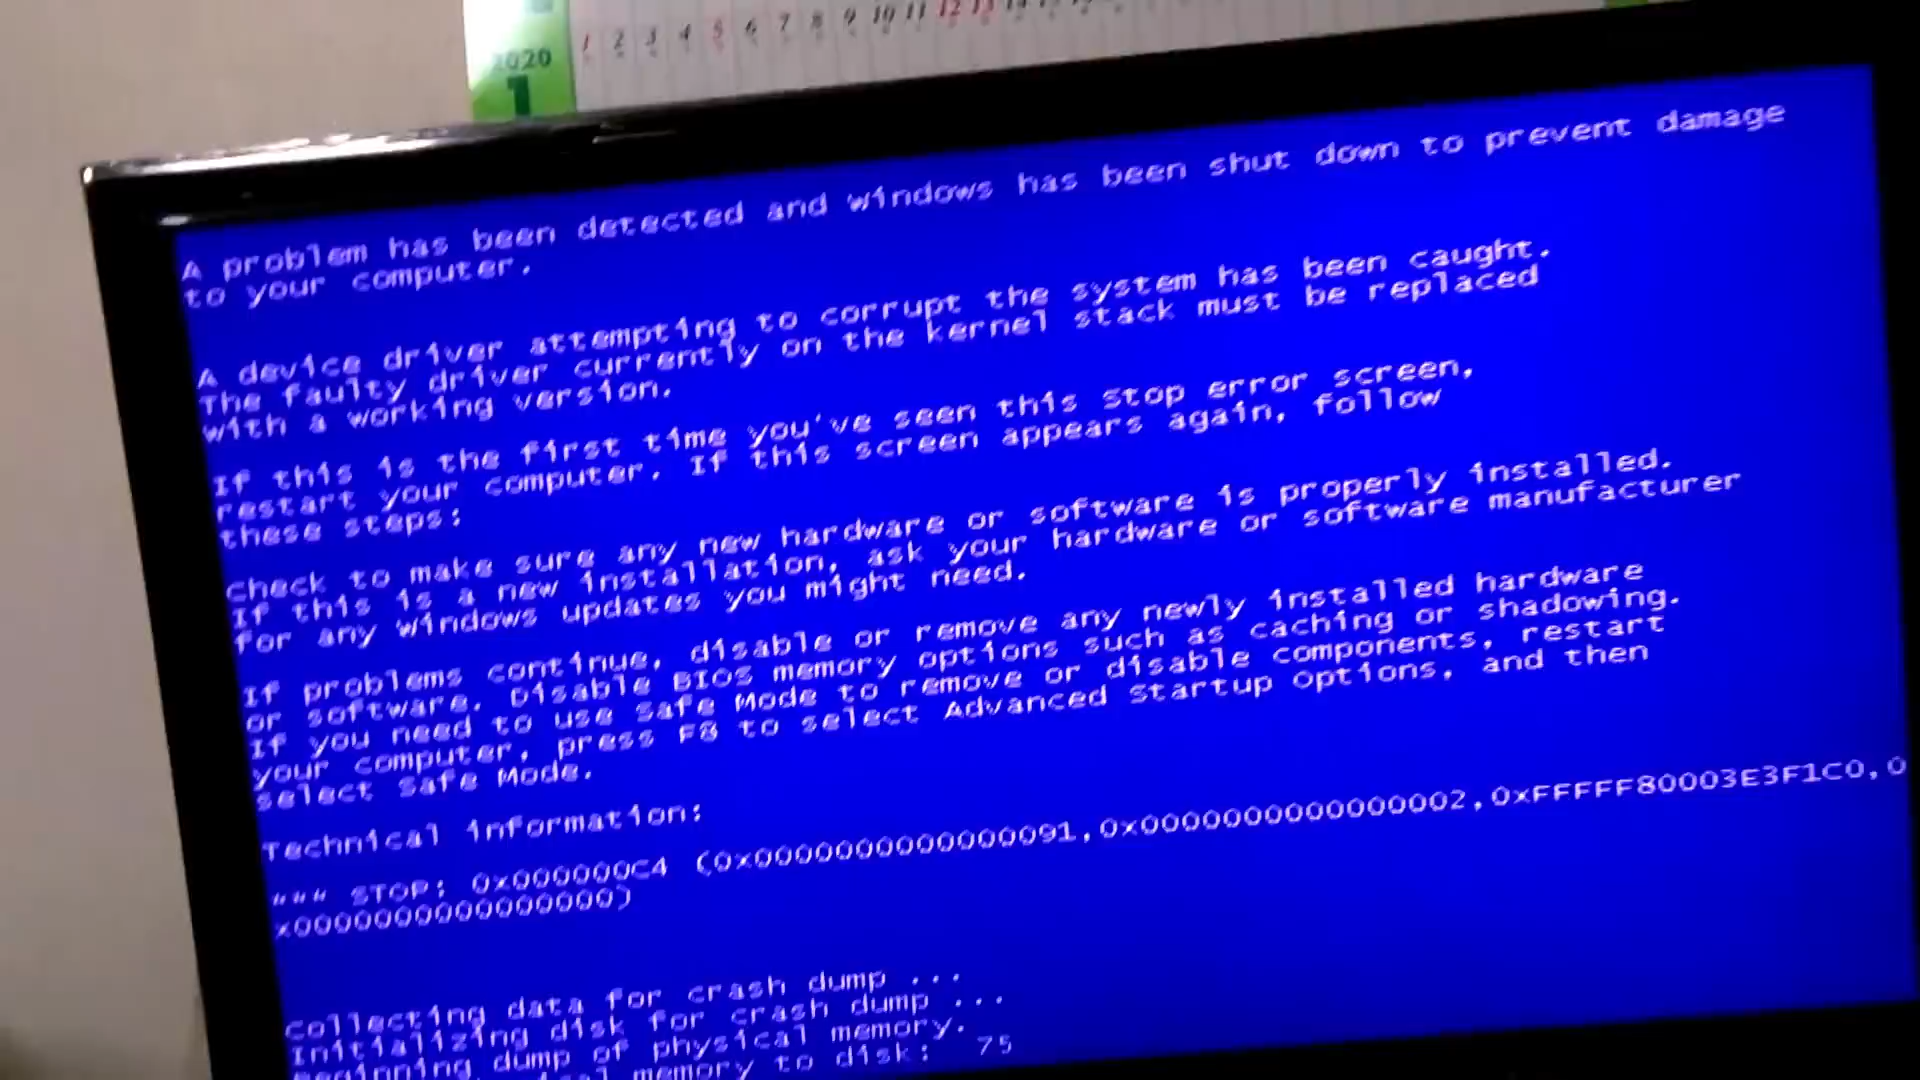 1 2 3 4 5 6 7 8 9 10 11 12 13 14
2020
1
A problem has been detected and windows has been shut down to prevent damage
to your computer.
A device driver attempting to corrupt the system has been caught.
The faulty driver currently on the kernel stack must be replaced
with a working version.
If this is the first time you've seen this Stop error screen,
restart your computer. If this screen appears again, follow
these steps:
Check to make sure any new hardware or software is properly installed.
If this is a new installation, ask your hardware or software manufacturer
for any windows updates you might need.
If problems continue, disable or remove any newly installed hardware
or software. Disable BIOS memory options such as caching or shadowing.
If you need to use Safe Mode to remove or disable components, restart
your computer, press F8 to select Advanced Startup Options, and then
select Safe Mode.
Technical information:
*** STOP: 0x000000C4 (0x0000000000000091,0x0000000000000002,0xFFFFF80003E3F1C0,0
x0000000000000000)
Collecting data for crash dump ...
Initializing disk for crash dump ...
Beginning dump of physical memory.
memory to disk: 75